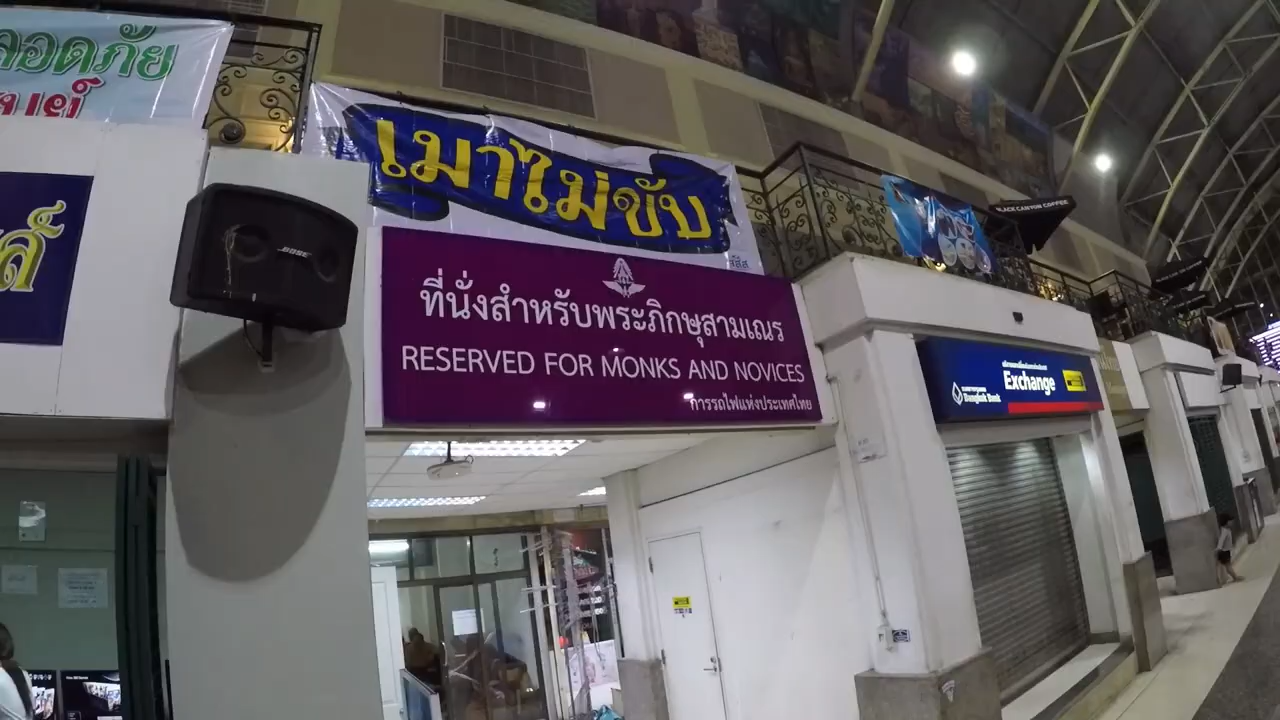 ลอดภัย
เมาไม่ขับ
BOSE
ที่นั่งสำหรับพระภิกษุสามเณร
RESERVED FOR MONKS AND NOVICES
การรถไฟแห่งประเทศไทย
BLACK CANYON COFFEE
Exchange
Bangkok Bank